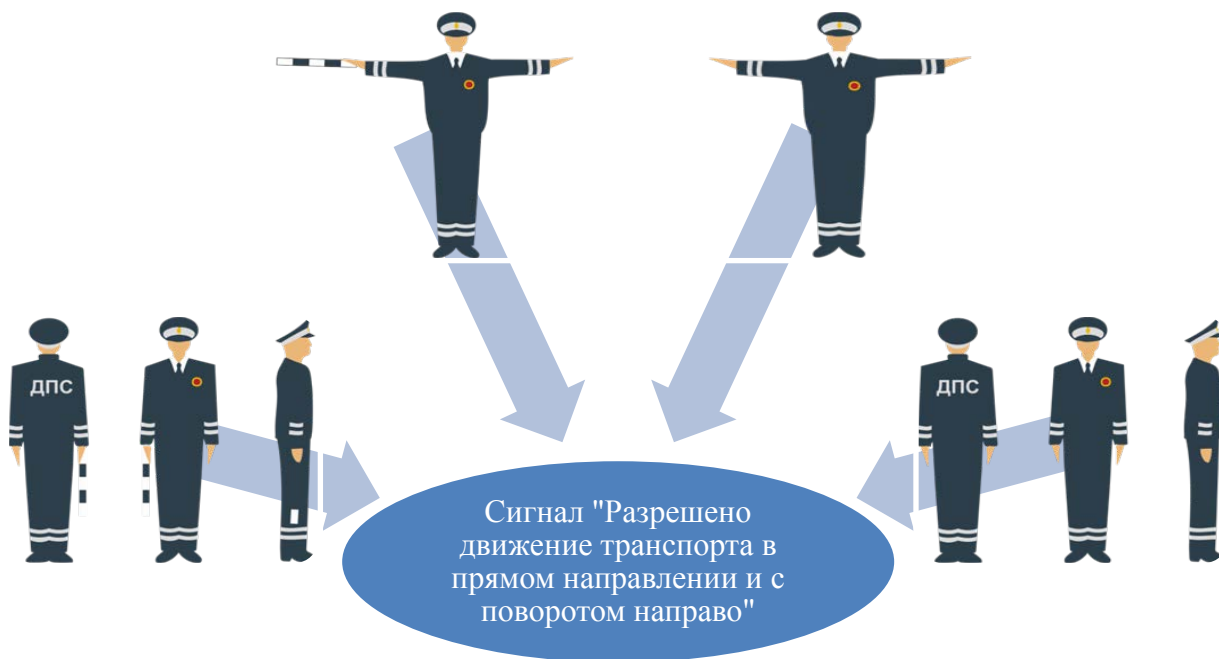 ДПС
ДПС
Сигнал "Разрешено
движение транспорта в
прямом направлении и с
поворотом направо"